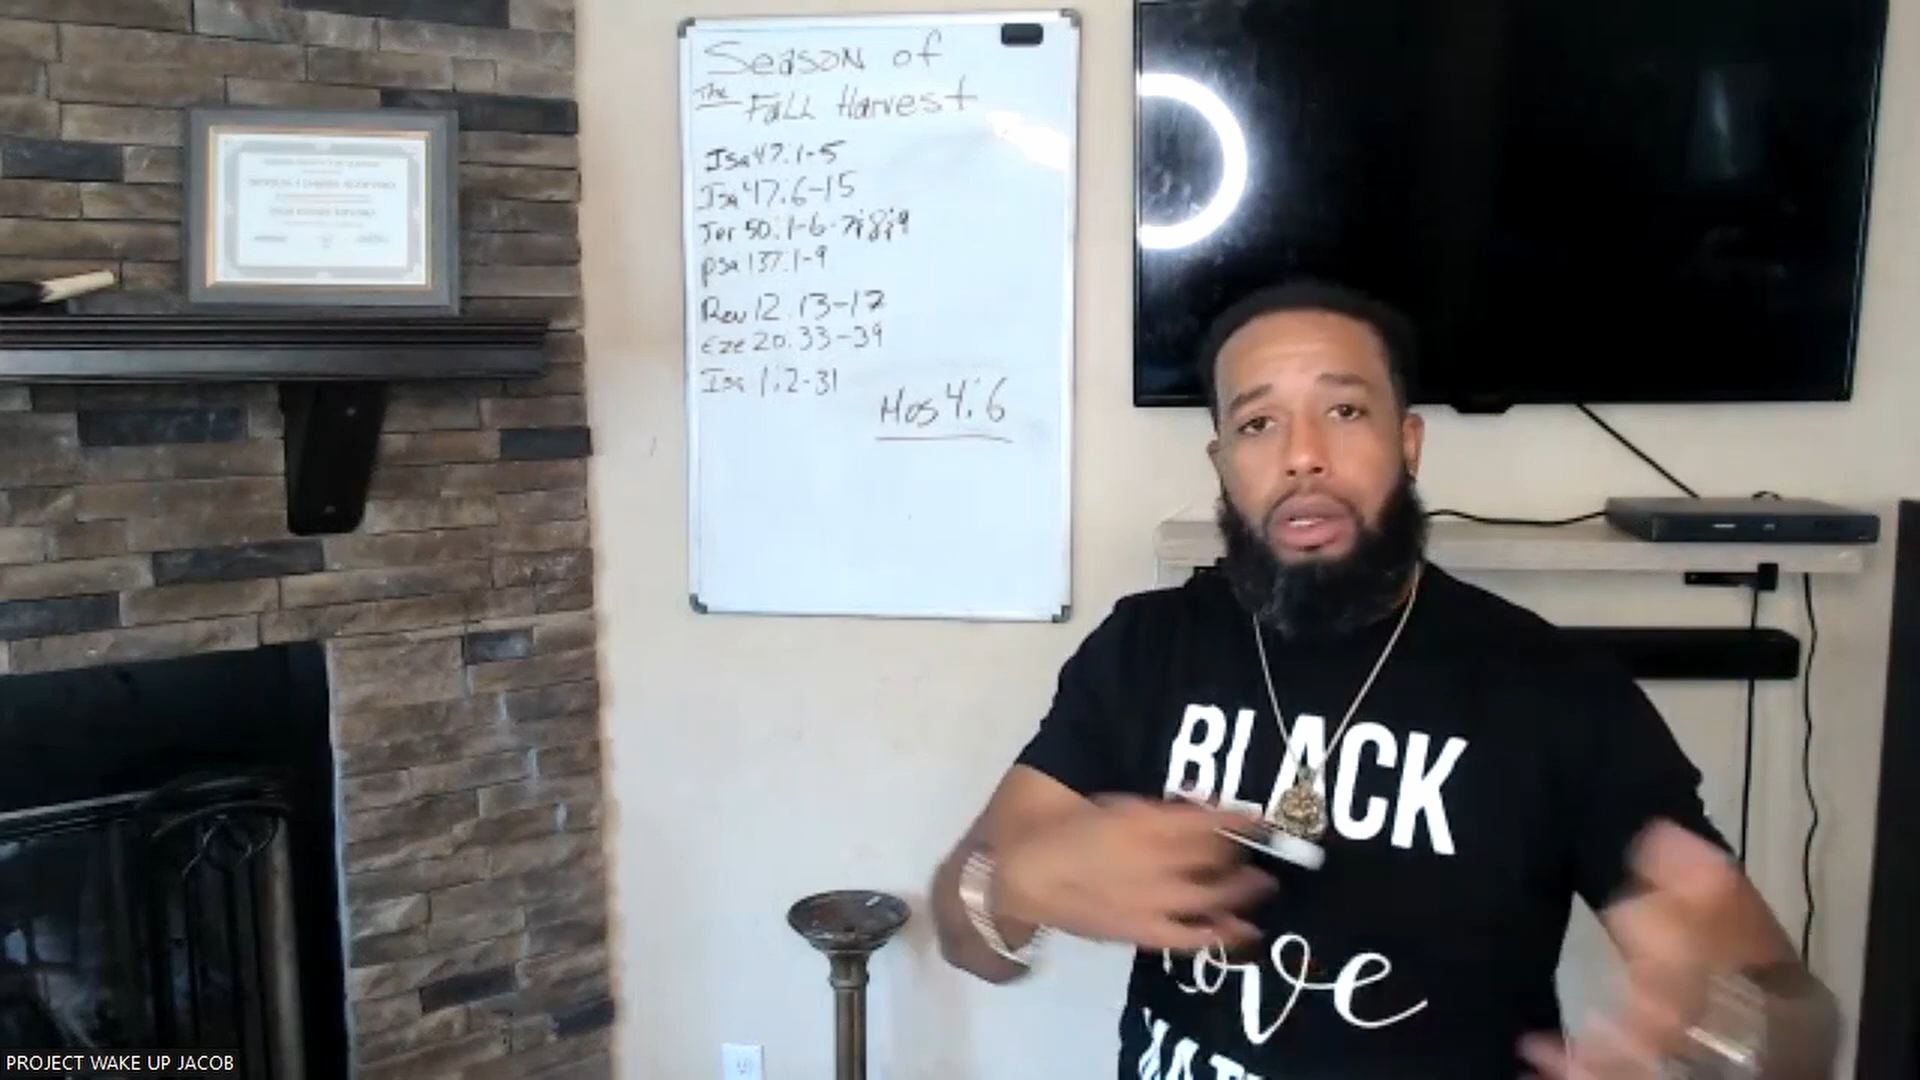 Season of
The Fall Harvest
Isa 47:1-5
Isa 47:6-15
Jer 50:1-6-7;8;9
Psa 137:1-9
Rev 12:13-17
Eze 20:33-39
Isa 1:2-31
Hos 4:6
BLACK
love
PROJECT WAKE UP JACOB